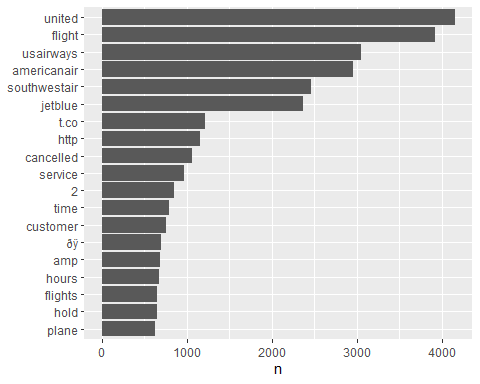 united
flight
usairways
americanair
southwestair
jetblue
t.co
http
cancelled
service
2
time
customer
ðÿ
amp
hours
flights
hold
plane
0 1000 2000 3000 4000
n